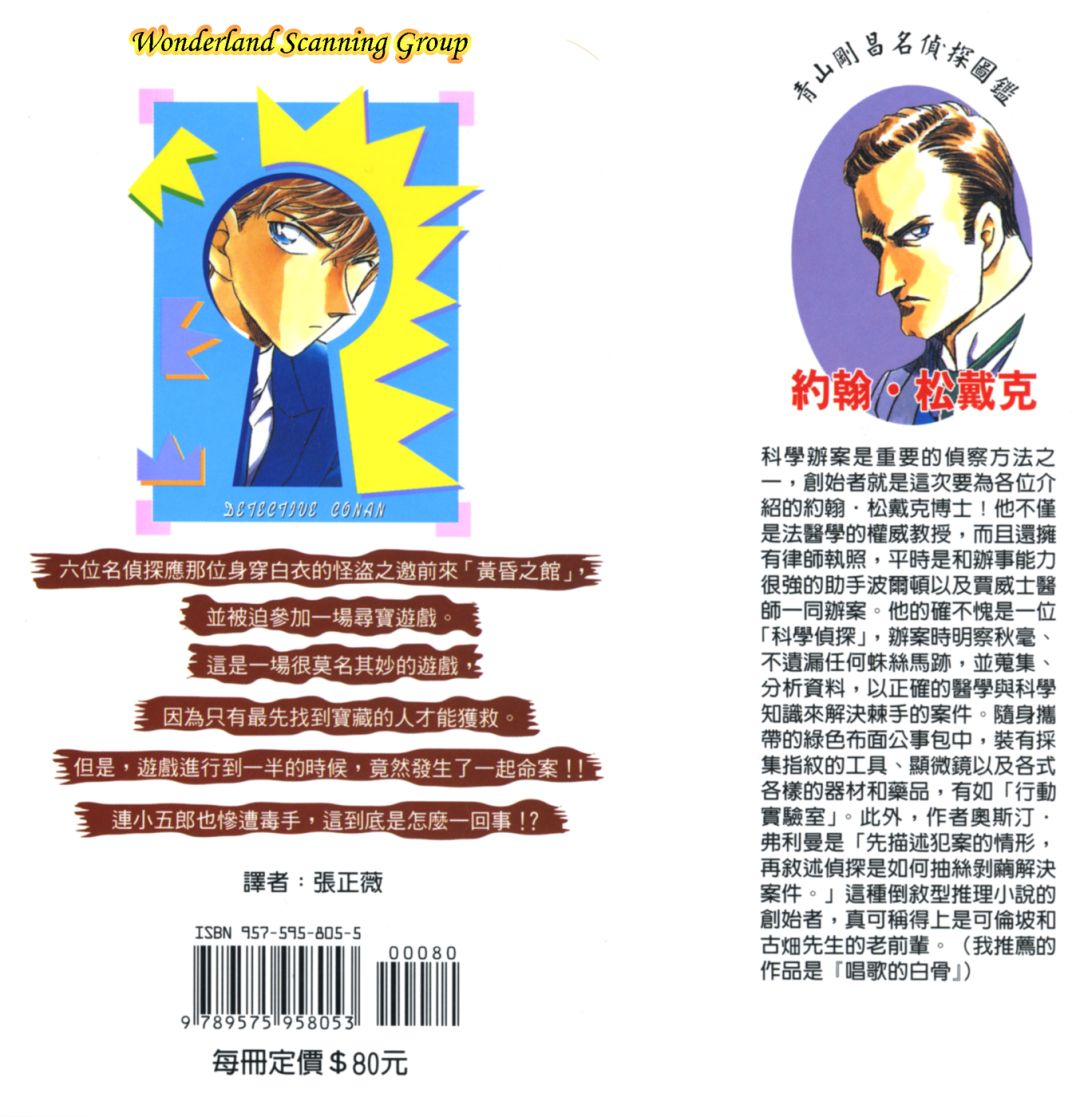 Wonderland Scanning Group
DETECTIVE CONAN
六位名偵探應那位身穿白衣的怪盜之邀前來「黃昏之館」,
並被迫參加一場尋寶遊戲。
這是一場很莫名其妙的遊戲,
因為只有最先找到寶藏的人才能獲救。
但是,遊戲進行到一半的時候,竟然發生了一起命案!!
連小五郎也慘遭毒手,這到底是怎麼一回事!?
譯者：張正薇
ISBN 957-595-805-5
00080
9 789575 958053
每冊定價$80元
青山剛昌名偵探圖鑑
約翰・松戴克
科學辦案是重要的偵察方法之
一，創始者就是這次要為各位介
紹的約翰・松戴克博士！他不僅
是法醫學的權威教授，而且還擁
有律師執照，平時是和辦事能力
很強的助手波爾頓以及賈威士醫
師一同辦案。他的確不愧是一位
「科學偵探」，辦案時明察秋毫、
不遺漏任何蛛絲馬跡，並蒐集、
分析資料，以正確的醫學與科學
知識來解決棘手的案件。隨身攜
帶的綠色布面公事包中，裝有採
集指紋的工具、顯微鏡以及各式
各樣的器材和藥品，有如「行動
實驗室」。此外，作者奧斯汀・
弗利曼是「先描述犯案的情形，
再敘述偵探是如何抽絲剝繭解決
案件。」這種倒敘型推理小說的
創始者，真可稱得上是可倫坡和
古畑先生的老前輩。（我推薦的
作品是『唱歌的白骨』）